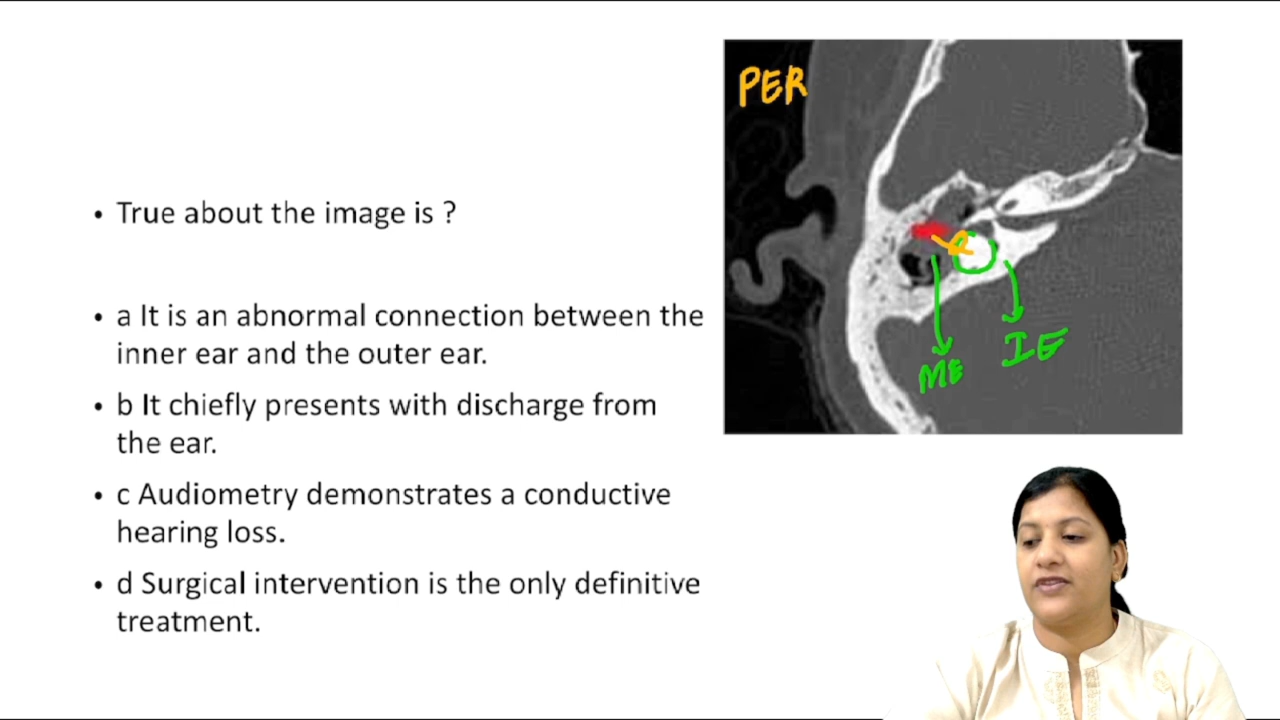 • True about the image is ?
• a It is an abnormal connection between the
inner ear and the outer ear.
• b It chiefly presents with discharge from
the ear.
• c Audiometry demonstrates a conductive
hearing loss.
• d Surgical intervention is the only definitive
treatment.
PER
ME
IE